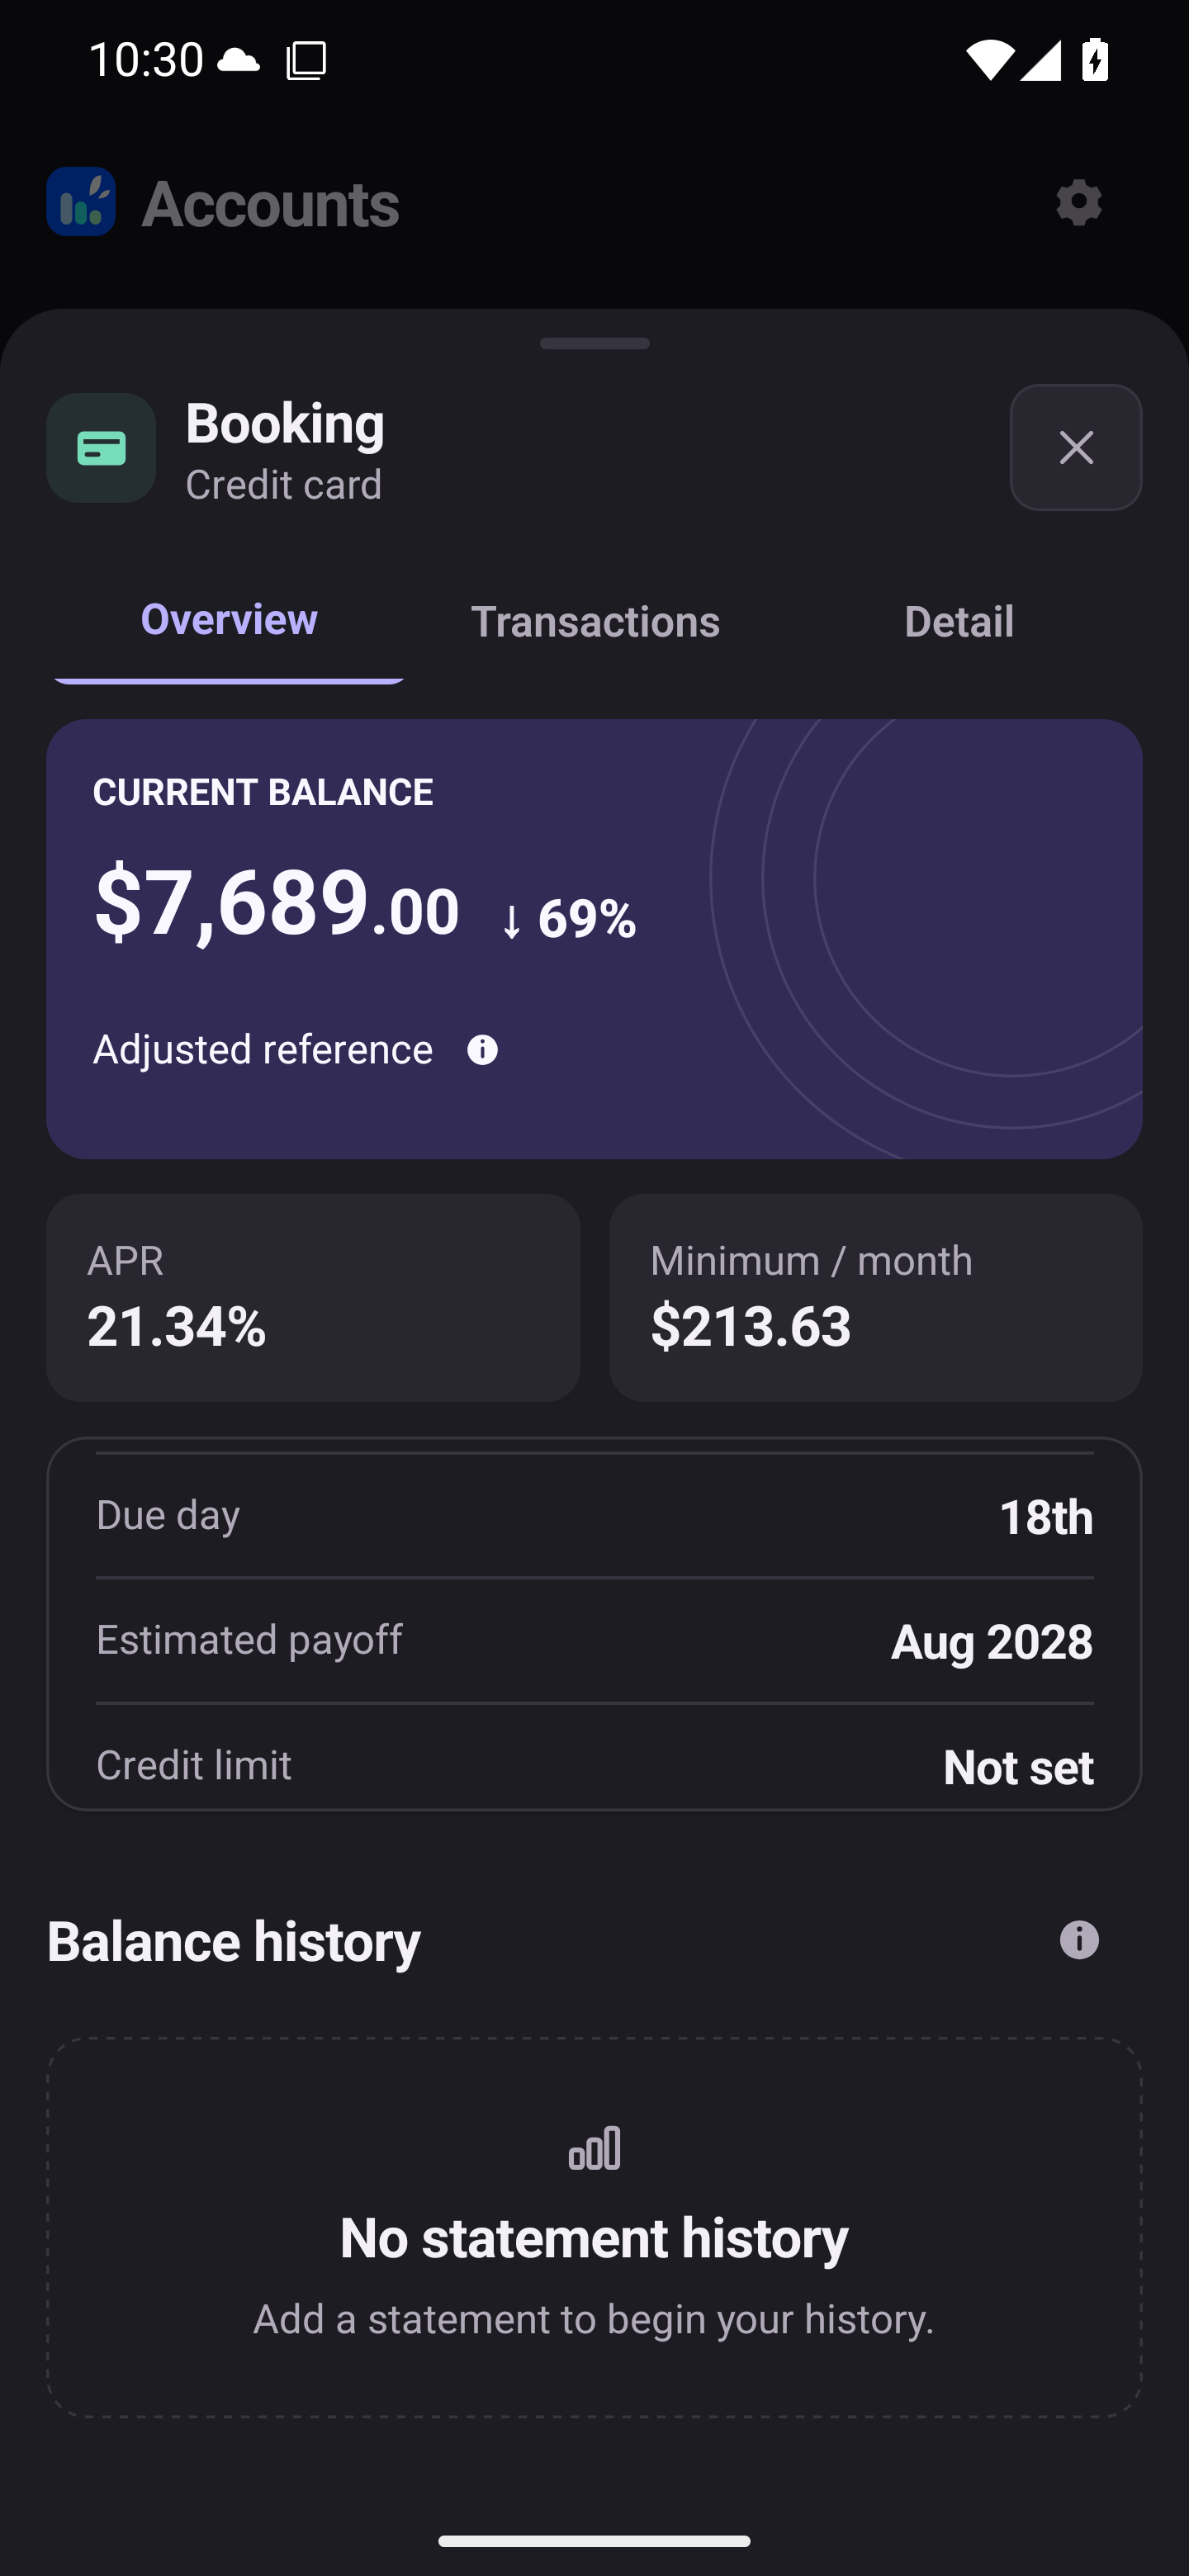 10:30
Accounts
Booking
Credit card
Overview Transactions Detail
CURRENT BALANCE
$7,689.00 ↓ 69%
Adjusted reference
APR
21.34%
Minimum / month
$213.63
Due day 18th
Estimated payoff Aug 2028
Credit limit Not set
Balance history
No statement history
Add a statement to begin your history.